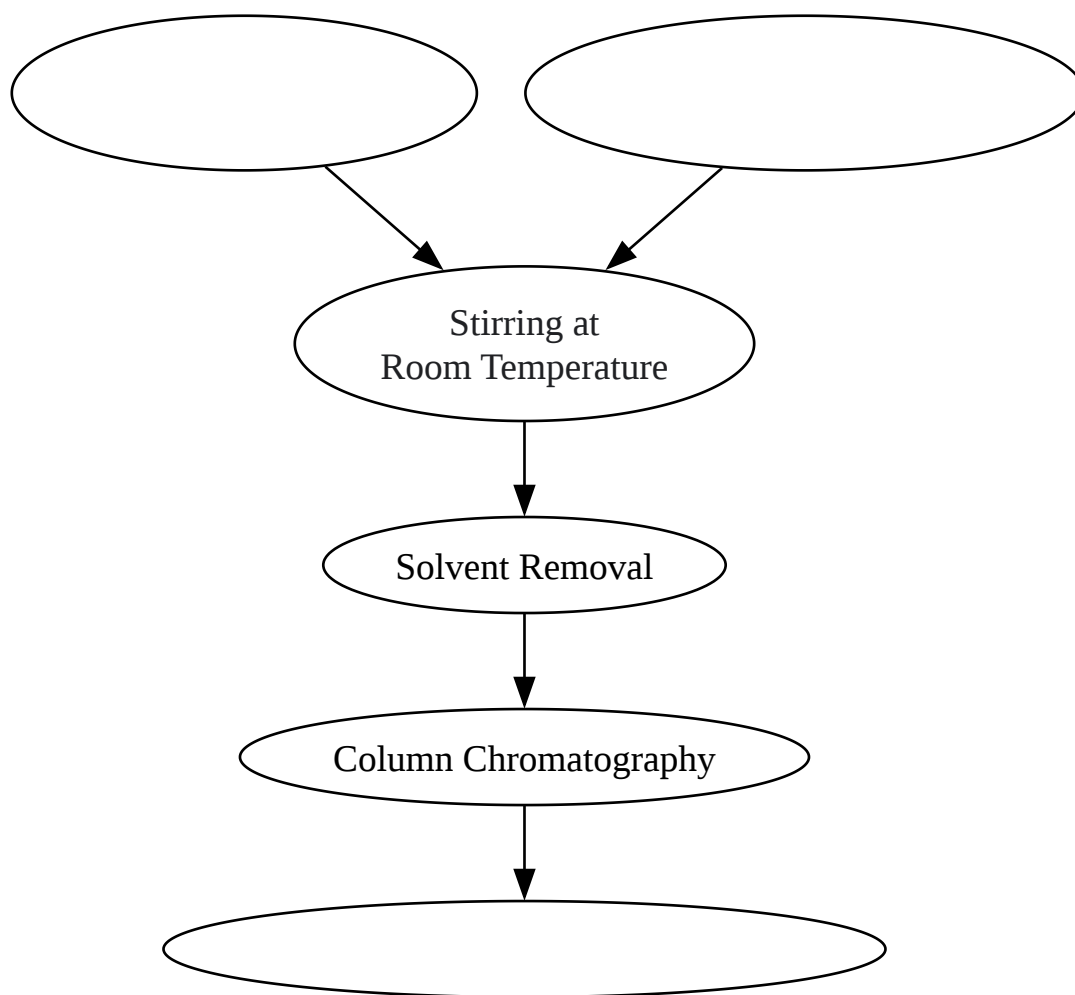 Stirring at
Room Temperature
Solvent Removal
Column Chromatography